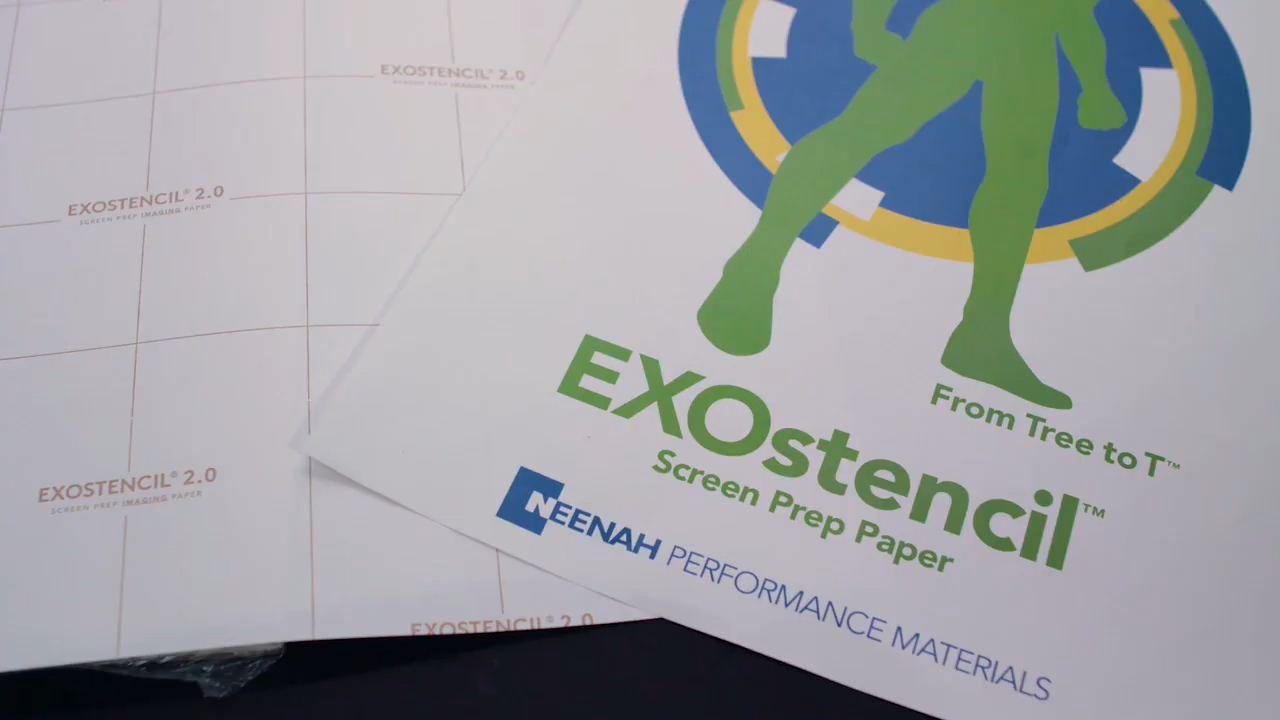 EXOSTENCIL® 2.0
SCREEN PREP IMAGING PAPER
EXOSTENCIL® 2.0
SCREEN PREP IMAGING PAPER
EXOSTENCIL® 2.0
SCREEN PREP IMAGING PAPER
EXOSTENCIL® 2.0
From Tree to T™
EXOstencil™
Screen Prep Paper
NEENAH PERFORMANCE MATERIALS